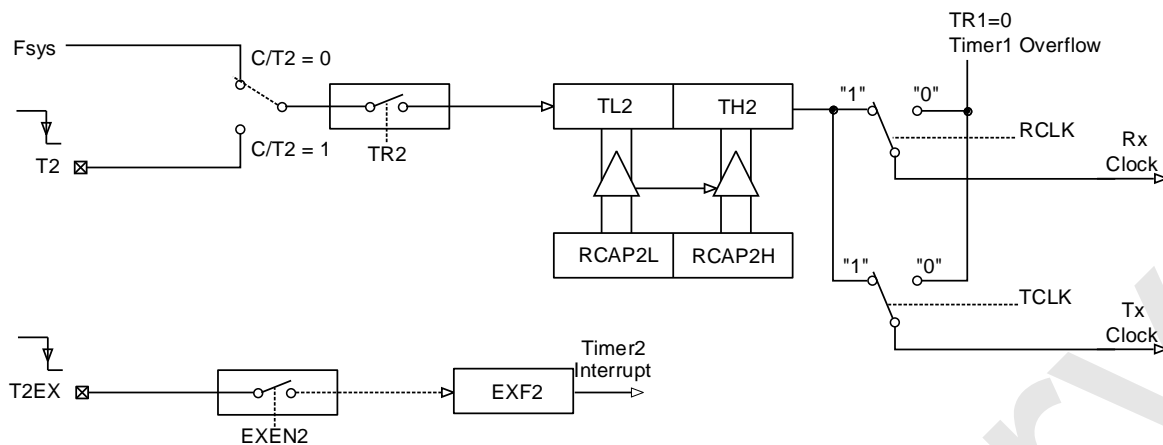 TR1=0
Timer1 Overflow
Fsys
C/T2 = 0
TL2
TH2
"1"
"0"
RCLK
Rx
Clock
T2
C/T2 = 1
TR2
RCAP2L
RCAP2H
"1"
"0"
TCLK
Tx
Clock
T2EX
EXEN2
EXF2
Timer2
Interrupt